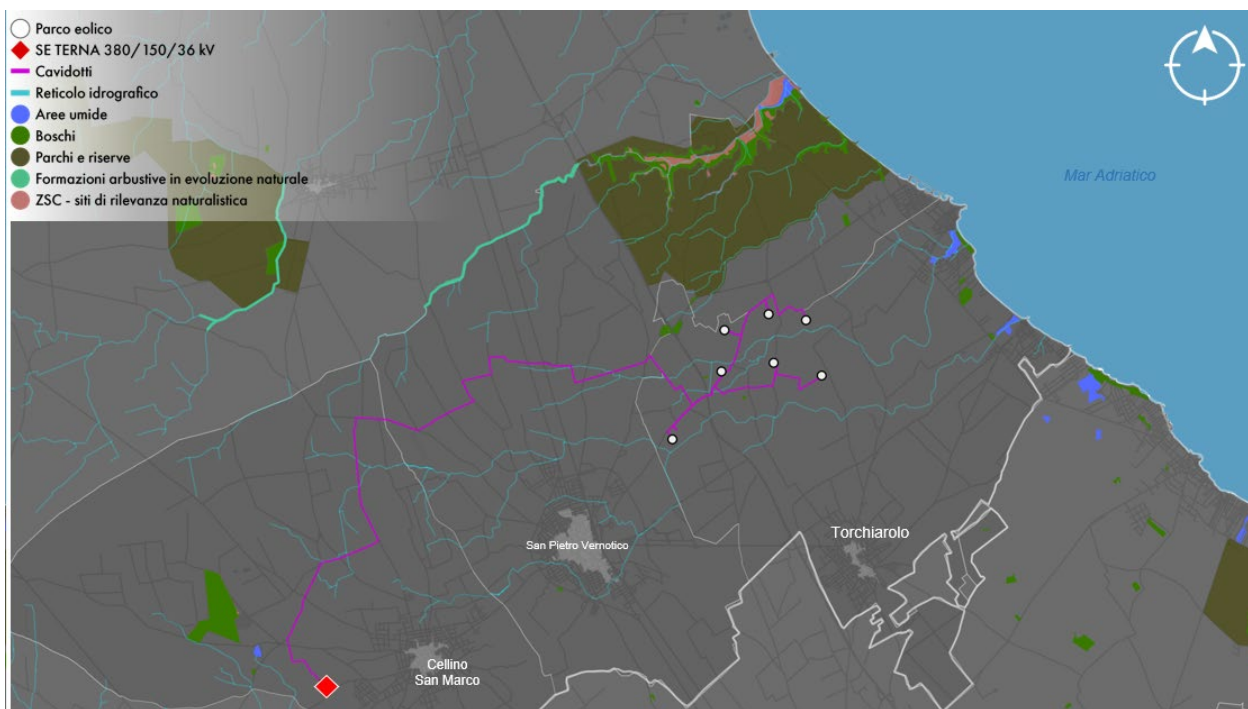 Parco eolico
SE TERNA 380/150/36 kV
Cavidotti
Reticolo idrografico
Aree umide
Boschi
Parchi e riserve
Formazioni arbustive in evoluzione naturale
ZSC - siti di rilevanza naturalistica
Mar Adriatico
Torchiarolo
San Pietro Vernotico
Cellino
San Marco